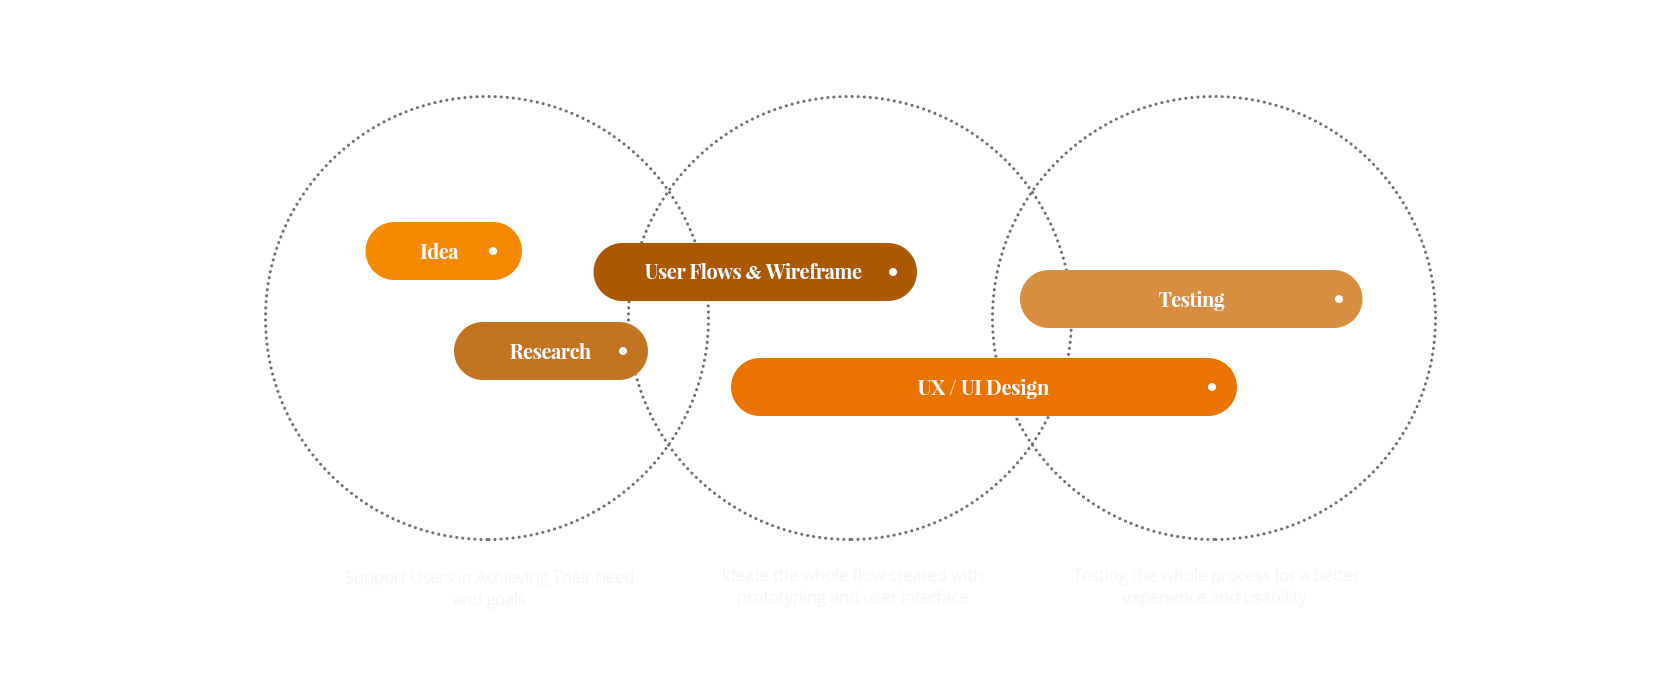 Idea
User Flows & Wireframe
Testing
Research
UX / UI Design
Support Users in Achieving Their need
and goals
Ideate the whole flow created with
prototyping and user interface
Testing the whole process for a better
experience and usability